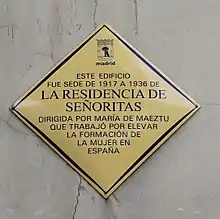 madrid
ESTE EDIFICIO
FUE SEDE DE 1917 A 1936 DE
LA RESIDENCIA DE
SEÑORITAS
DIRIGIDA POR MARÍA DE MAEZTU
QUE TRABAJÓ POR ELEVAR
LA FORMACIÓN DE
LA MUJER EN
ESPAÑA